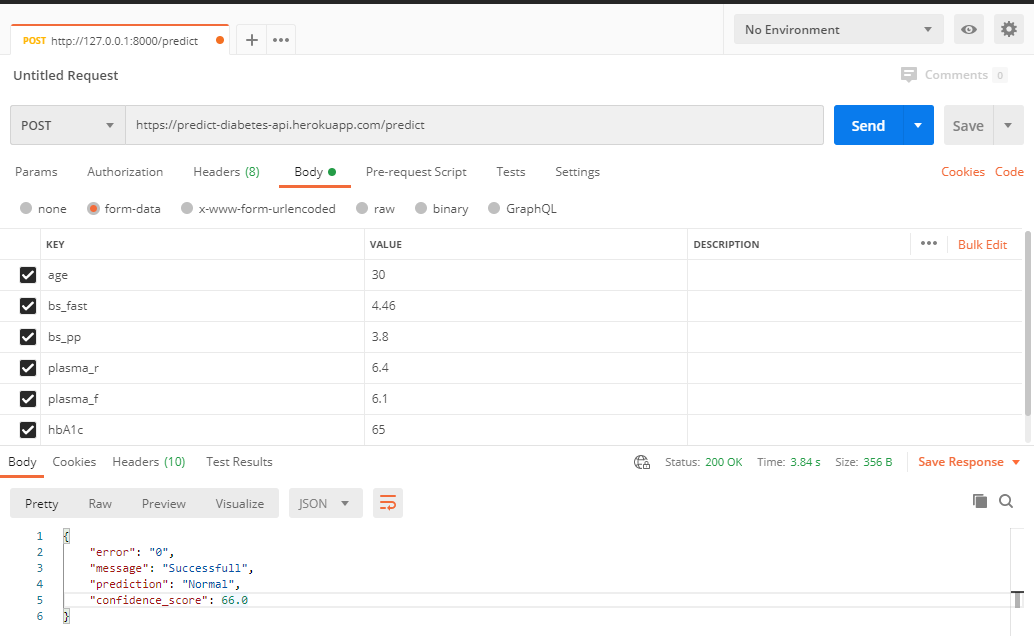 POST http://127.0.0.1:8000/predict
No Environment
Untitled Request
Comments 0
POST https://predict-diabetes-api.herokuapp.com/predict Send Save
Params Authorization Headers (8) Body Pre-request Script Tests Settings Cookies Code
none form-data x-www-form-urlencoded raw binary GraphQL
KEY VALUE DESCRIPTION Bulk Edit
age 30
bs_fast 4.46
bs_pp 3.8
plasma_r 6.4
plasma_f 6.1
hbA1c 65
Body Cookies Headers (10) Test Results Status: 200 OK Time: 3.84 s Size: 356 B Save Response
Pretty Raw Preview Visualize JSON
1 {
2 "error": "0",
3 "message": "Successfull",
4 "prediction": "Normal",
5 "confidence_score": 66.0
6 }